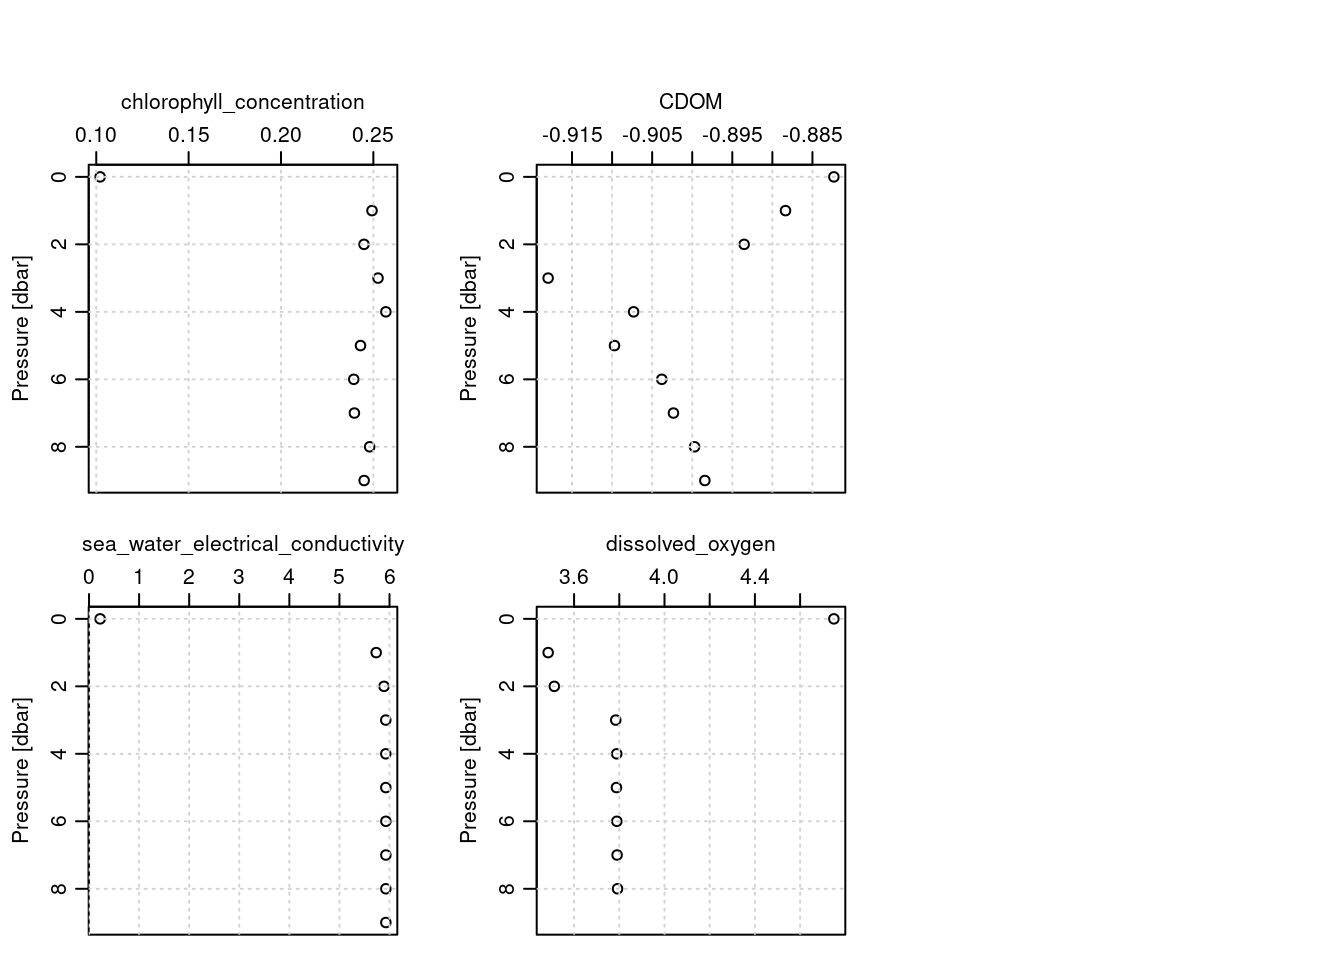 chlorophyll_concentration
0.10 0.15 0.20 0.25
0
2
4
6
8
Pressure [dbar]
CDOM
-0.915 -0.905 -0.895 -0.885
0
2
4
6
8
Pressure [dbar]
sea_water_electrical_conductivity
0 1 2 3 4 5 6
0
2
4
6
8
Pressure [dbar]
dissolved_oxygen
3.6 4.0 4.4
0
2
4
6
8
Pressure [dbar]